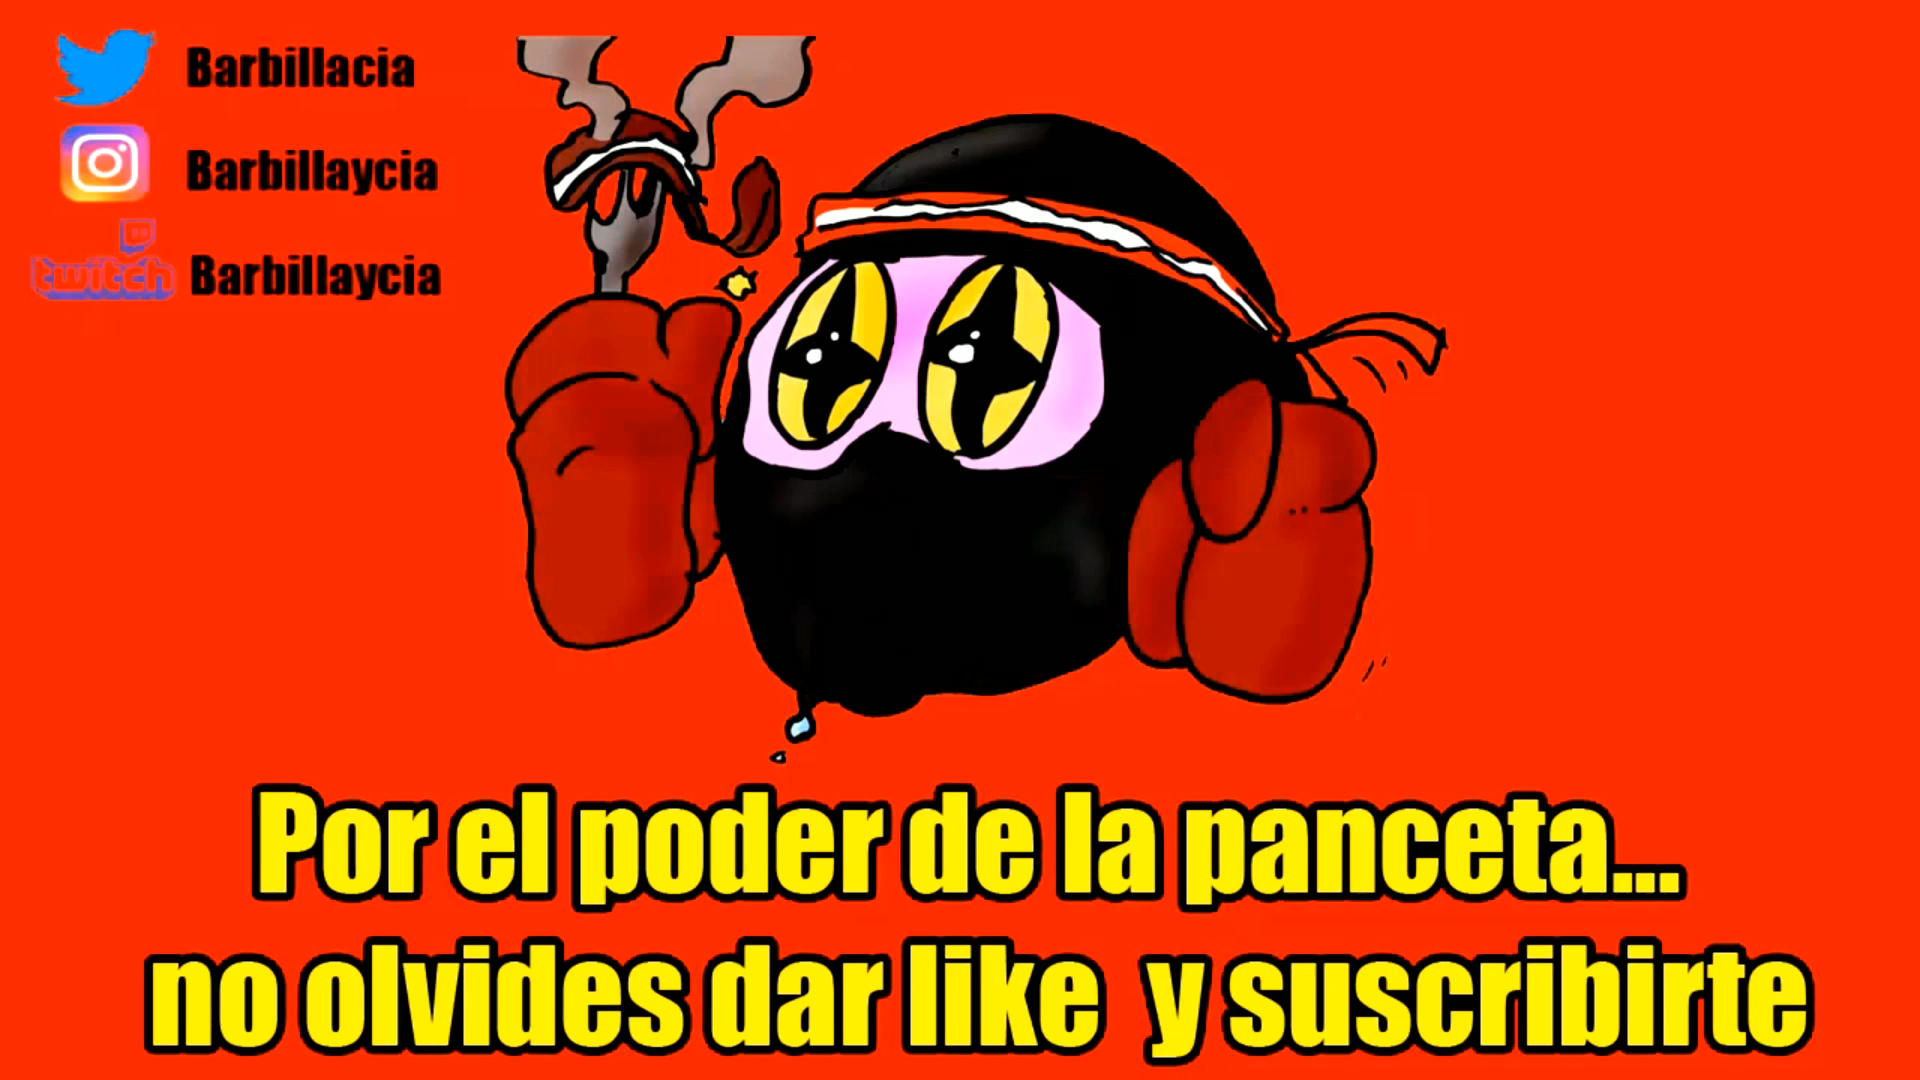 Barbillacia
Barbillaycia
twitch Barbillaycia
Por el poder de la panceta...
no olvides dar like y suscribirte